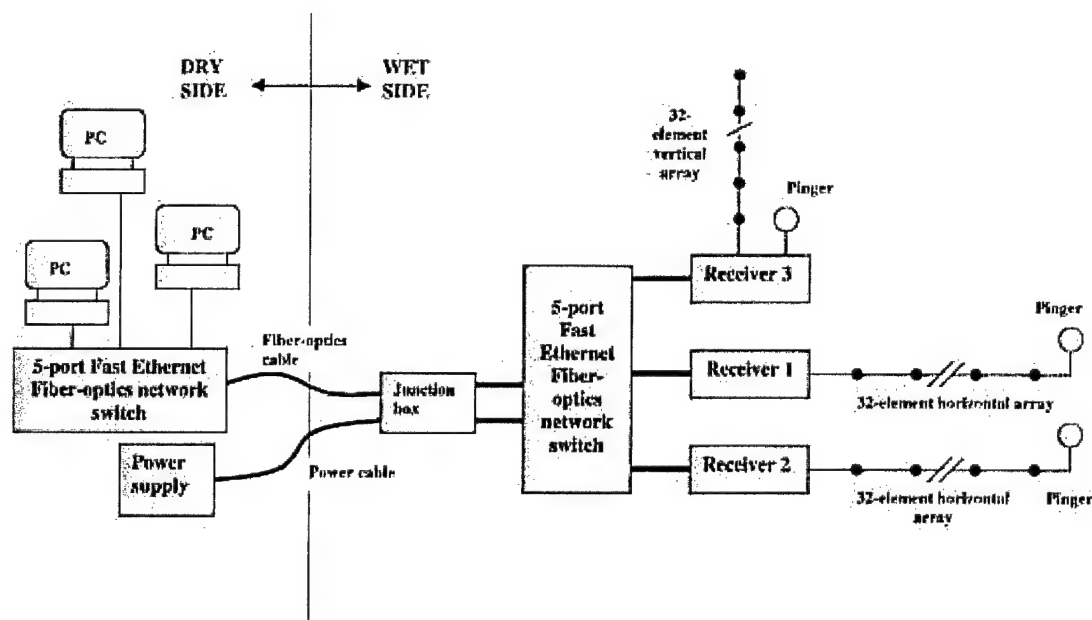 DRY
SIDE
WET
SIDE
PC
PC
PC
5-port Fast Ethernet
Fiber-optics network
switch
Power
supply
Fiber-optics
cable
Power cable
Junction
box
5-port
Fast
Ethernet
Fiber-
optics
network
switch
32-
element
vertical
array
Pinger
Receiver 3
Receiver 1
Pinger
32-element horizontal array
Receiver 2
Pinger
32-element horizontal
array